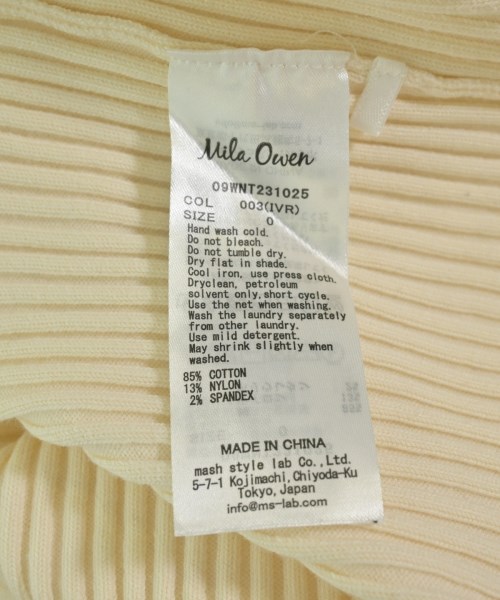 Mila Owen
09WNT231025
COL 003(IVR)
SIZE 0
Hand wash cold.
Do not bleach.
Do not tumble dry.
Dry flat in shade.
Cool iron, use press cloth.
Dryclean, petroleum
solvent only,short cycle.
Use the net when washing.
Wash the laundry separately
from other laundry.
Use mild detergent.
May shrink slightly when
washed.
85% COTTON
13% NYLON
2% SPANDEX
MADE IN CHINA
mash style lab Co.,Ltd.
5-7-1 Kojimachi,Chiyoda-Ku
Tokyo,Japan
info@ms-lab.com